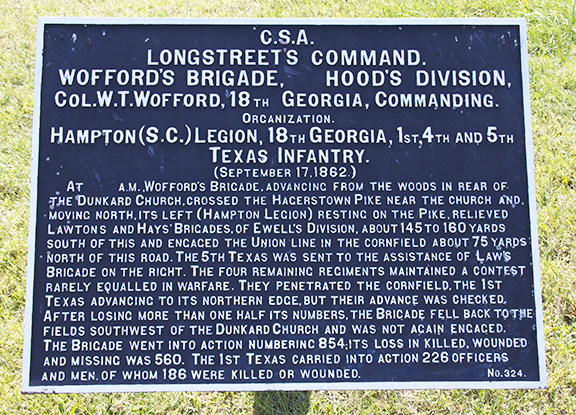 C.S.A.
LONGSTREET'S COMMAND.
WOFFORD'S BRIGADE, HOOD'S DIVISION,
COL. W.T. WOFFORD, 18TH GEORGIA, COMMANDING.
ORGANIZATION.
HAMPTON (S.C.) LEGION, 18TH GEORGIA, 1ST, 4TH AND 5TH
TEXAS INFANTRY.
(SEPTEMBER 17, 1862.)
AT A.M. WOFFORD'S BRIGADE, ADVANCING FROM THE WOODS IN REAR OF
THE DUNKARD CHURCH, CROSSED THE HAGERSTOWN PIKE NEAR THE CHURCH AND,
MOVING NORTH, ITS LEFT (HAMPTON LEGION) RESTING ON THE PIKE, RELIEVED
LAWTON'S AND HAYS' BRIGADES, OF EWELL'S DIVISION, ABOUT 145 TO 160 YARDS
SOUTH OF THIS AND ENGAGED THE UNION LINE IN THE CORNFIELD ABOUT 75 YARDS
NORTH OF THIS ROAD. THE 5TH TEXAS WAS SENT TO THE ASSISTANCE OF LAW'S
BRIGADE ON THE RIGHT. THE FOUR REMAINING REGIMENTS MAINTAINED A CONTEST
RARELY EQUALLED IN WARFARE. THEY PENETRATED THE CORNFIELD, THE 1ST
TEXAS ADVANCING TO ITS NORTHERN EDGE, BUT THEIR ADVANCE WAS CHECKED.
AFTER LOSING MORE THAN ONE HALF ITS NUMBERS, THE BRIGADE FELL BACK TO THE
FIELDS SOUTHWEST OF THE DUNKARD CHURCH AND WAS NOT AGAIN ENGAGED.
THE BRIGADE WENT INTO ACTION NUMBERING 854; ITS LOSS IN KILLED, WOUNDED
AND MISSING WAS 560. THE 1ST TEXAS CARRIED INTO ACTION 226 OFFICERS
AND MEN, OF WHOM 186 WERE KILLED OR WOUNDED. No. 324.